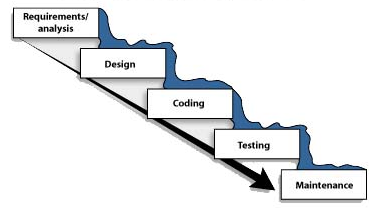 Requirements/
analysis
Design
Coding
Testing
Maintenance